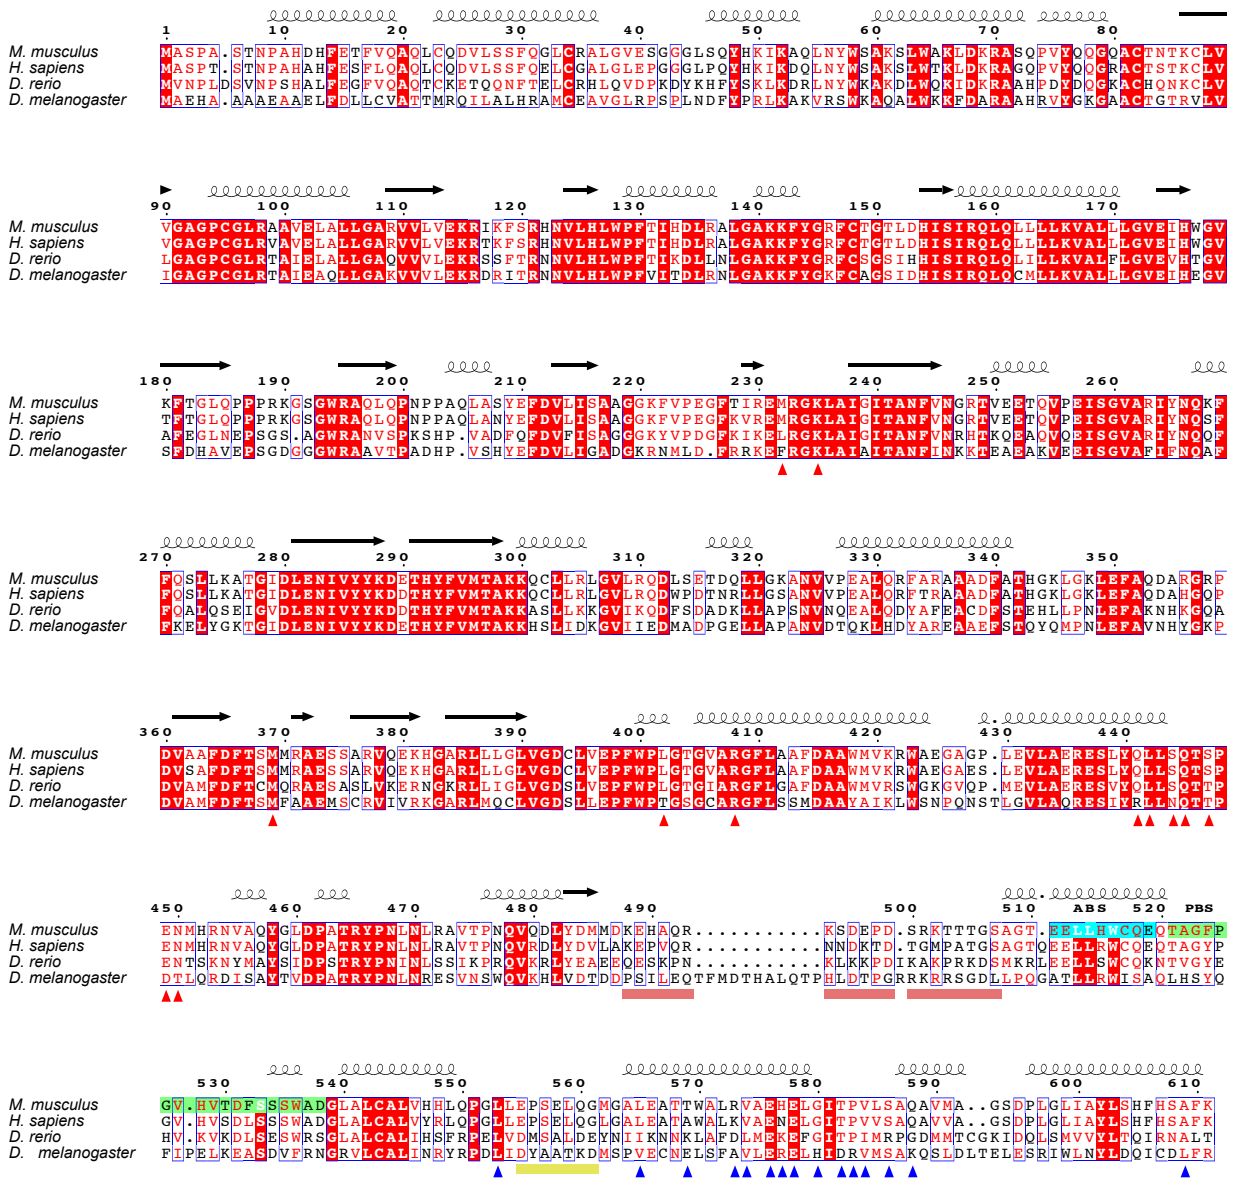 1 10 20 30 40 50 60 70 80
M. musculus MASPA.STNPAHDHFETFVQAQLCQDVLSSFQGLCRALGVESGGGLSQYHKIKAQLNYWSAKSLWAKLDKRASQPVYQQGQACTNTKCLV
H. sapiens MASPT.STNPAHAHFESFLQAQLCQDVLSSFQELCGALGLEPGGGLPQYHKIKDQLNYWSAKSLWTKLDKRAGQPVYQQGRACTSTKCLV
D. rerio MVNPLDSVNPSHALFEGFVQAQTCKETQQNFTELCRHLQVDPKDYKHFYSKLKDRLNYWKAKDLWQKIDKRAAHPDYDQGKACHQNKCLV
D. melanogaster MAEHA.AAAEAAELFDLLCVATTMRQILALHRAMCEAVGLRPSPLNDFYPRLKAKVRSWKAQALWKKFDARAAHRVYGKGAACTGTRVLV
90 100 110 120 130 140 150 160 170
M. musculus VGAGPCGLRAAVELALLGARVVLVEKRIKFSRHNVLHLWPFTIHDLRALGAKKFYGRFCTGTLDHISIRQLQLLLLKVALLLGVEIHWGV
H. sapiens VGAGPCGLRVAVELALLGARVVLVEKRTKFSRHNVLHLWPFTIHDLRALGAKKFYGRFCTGTLDHISIRQLQLLLLKVALLLGVEIHWGV
D. rerio LGAGPCGLRTAIELALLGAQVVVLEKRSSFTRNNVLHLWPFTIKDLLNLGAKKFYGRFCSGSIHHISIRQLQLILLKVALFLGVEVHTGV
D. melanogaster IGAGPCGLRTAIEAQLLGAKVVVLEKRDRITRNNVLHLWPFVITDLRNLGAKKFYGKFCAGSIDHISIRQLQCMLLKVALLLGVEIHEGV
180 190 200 210 220 230 240 250 260
M. musculus KFTGLQPPPRKGSGWRAQLQPNPPAQLASYEFDVLISAAGGKFVPEGFTIREMRGKLAIGITANFVNGRTVEETQVPEISGVARIYNQKF
H. sapiens TFTGLQPPPRKGSGWRAQLQPNPPAQLANYEFDVLISAAGGKFVPEGFKVREMRGKLAIGITANFVNGRTVEETQVPEISGVARIYNQSF
D. rerio AFEGLNEPSGS.AGWRANVSPKSHP.VADFQFDVFISAGGGKYVPDGFKIKELRGKLAIGITANFVNRHTKQEAQVQEISGVARIYNQQF
D. melanogaster SFDHAVEPSGDGGGWRAAVTPADHP.VSHYEFDVLIGADGKRNMLD.FRRKEFRGKLAIAITANFINKKTEAEAKVEEISGVAFIFNQAF
270 280 290 300 310 320 330 340 350
M. musculus FQSLLKATGIDLENIVYYKDETHYFVMTAKKQCLLRLGVLRQDLSETDQLLGKANVVPEALQRFARAAADFATHGKLGKLEFAQDARGRP
H. sapiens FQSLLKATGIDLENIVYYKDDTHYFVMTAKKQCLLRLGVLRQDWPDTNRLLGSANVVPEALQRFTRAAADFATHGKLGKLEFAQDAHGQP
D. rerio FQALQSEIGVDLENIVYYKDDTHYFVMTAKKASLLKKGVIKQDFSDADKLLAPSNVNQEALQDYAFEACDFSTEHLLPNLEFAKNHKGQA
D. melanogaster FKELYGKTGIDLENIVYYKDETHYFVMTAKKHSLIDKGVIIEDMADPGELLAPANVDTQKLHDYAREAAEFSTQYQMPNLEFAVNHYGKP
360 370 380 390 400 410 420 430 440
M. musculus DVAAFDFTSMMRAESSARVQEKHGARLLLGLVGDCLVEPFWPLGTGVARGFLAAFDAAWMVKRWAEGAGP.LEVLAERESLYQLLSQTSP
H. sapiens DVSAFDFTSMMRAESSARVQEKHGARLLLGLVGDCLVEPFWPLGTGVARGFLAAFDAAWMVKRWAEGAES.LEVLAERESLYQLLSQTSP
D. rerio DVAMFDFTCMQRAESASLVKERNGKRLLIGLVGDSLVEPFWPLGTGIARGFLGAFDAAWMVRSWGKGVQP.MEVLAERESVYQLLSQTTP
D. melanogaster DVAMFDFTSMFAAEMSCRVIVRKGARLMQCLVGDSLLEPFWPTGSGCARGFLSSMDAAYAIKLWSNPQNSTLGVLAQRESIYRLLNQTTP
450 460 470 480 490 500 510 ABS 520 PBS
M. musculus ENMHRNVAQYGLDPATRYPNLNLRAVTPNQVQDLYDMMDKEHAQR...........KSDEPD.SRKTTTGSAGT.EELLHWCQEQTAGFP
H. sapiens ENMHRNVAQYGLDPATRYPNLNLRAVTPNQVRDLYDVLAKEPVQR...........NNDKTD.TGMPATGSAGTQEELLRWCQEQTAGYP
D. rerio ENTSKNYMAYSIDPSTRYPNINLSSIKPRQVKRLYEAEEQESKPN...........KLKKPDIKAKPRKDSMKRLEELLSWCQKNTVGYE
D. melanogaster DTLQRDISAYTVDPATRYPNLNRESVNSWQVKHLVDTDDPSILEQTFMDTHALQTPHLDTPGRRKRRSGDLLPQGATLLRWISAQLHSYQ
530 540 550 560 570 580 590 600 610
M. musculus GV.HVTDFSSSWADGLALCALVHHLQPGLLEPSELQGMGALEATTWALRVAEHELGITPVLSAQAVMA..GSDPLGLIAYLSHFHSAFK
H. sapiens GV.HVSDLSSSWADGLALCALVYRLQPGLLEPSELQGLGALEATAWALKVAENELGITPVVSAQAVVA..GSDPLGLIAYLSHFHSAFK
D. rerio HV.KVKDLSESWRSGLALCALIHSFRPELVDMSALDEYNIIKNNKLAFDLMEKEFGITPIMRPGDMMTCGKIDQLSMVVYLTQIRNALT
D. melanogaster FIPELKEASDVFRNGRVLCALINRYRPDLIDYAATKDMSPVECNELSFAVLERELHIDRVMSAKQSLDLTELESRIWLNYLDQICDLFR